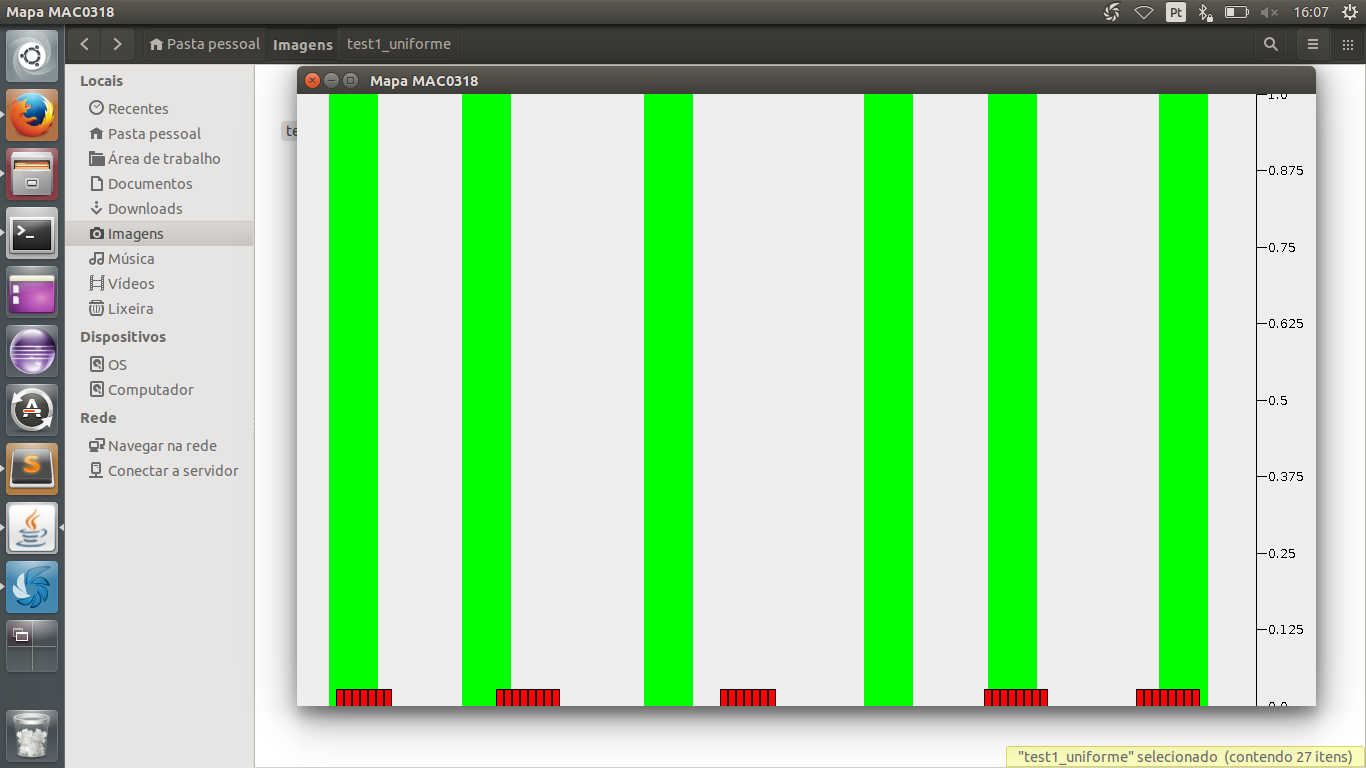 Mapa MAC0318
Pt
16:07
Pasta pessoal
Imagens
test1_uniforme
Locais
Recentes
Pasta pessoal
Área de trabalho
Documentos
Downloads
Imagens
Música
Vídeos
Lixeira
Dispositivos
OS
Computador
Rede
Navegar na rede
Conectar a servidor
te
Mapa MAC0318
1.0
0.875
0.75
0.625
0.5
0.375
0.25
0.125
0.0
"test1_uniforme" selecionado (contendo 27 itens)